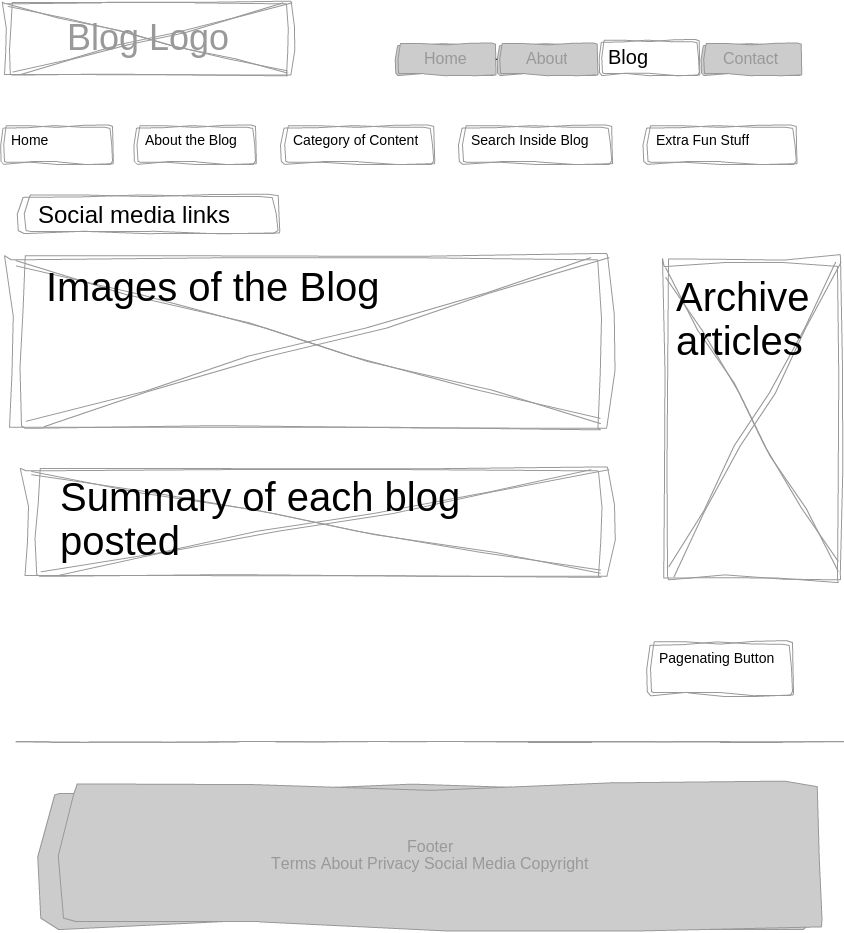 Blog Logo
Home
About
Blog
Contact
Home
About the Blog
Category of Content
Search Inside Blog
Extra Fun Stuff
Social media links
Images of the Blog
Archive
articles
Summary of each blog
posted
Pagenating Button
Footer
Terms About Privacy Social Media Copyright